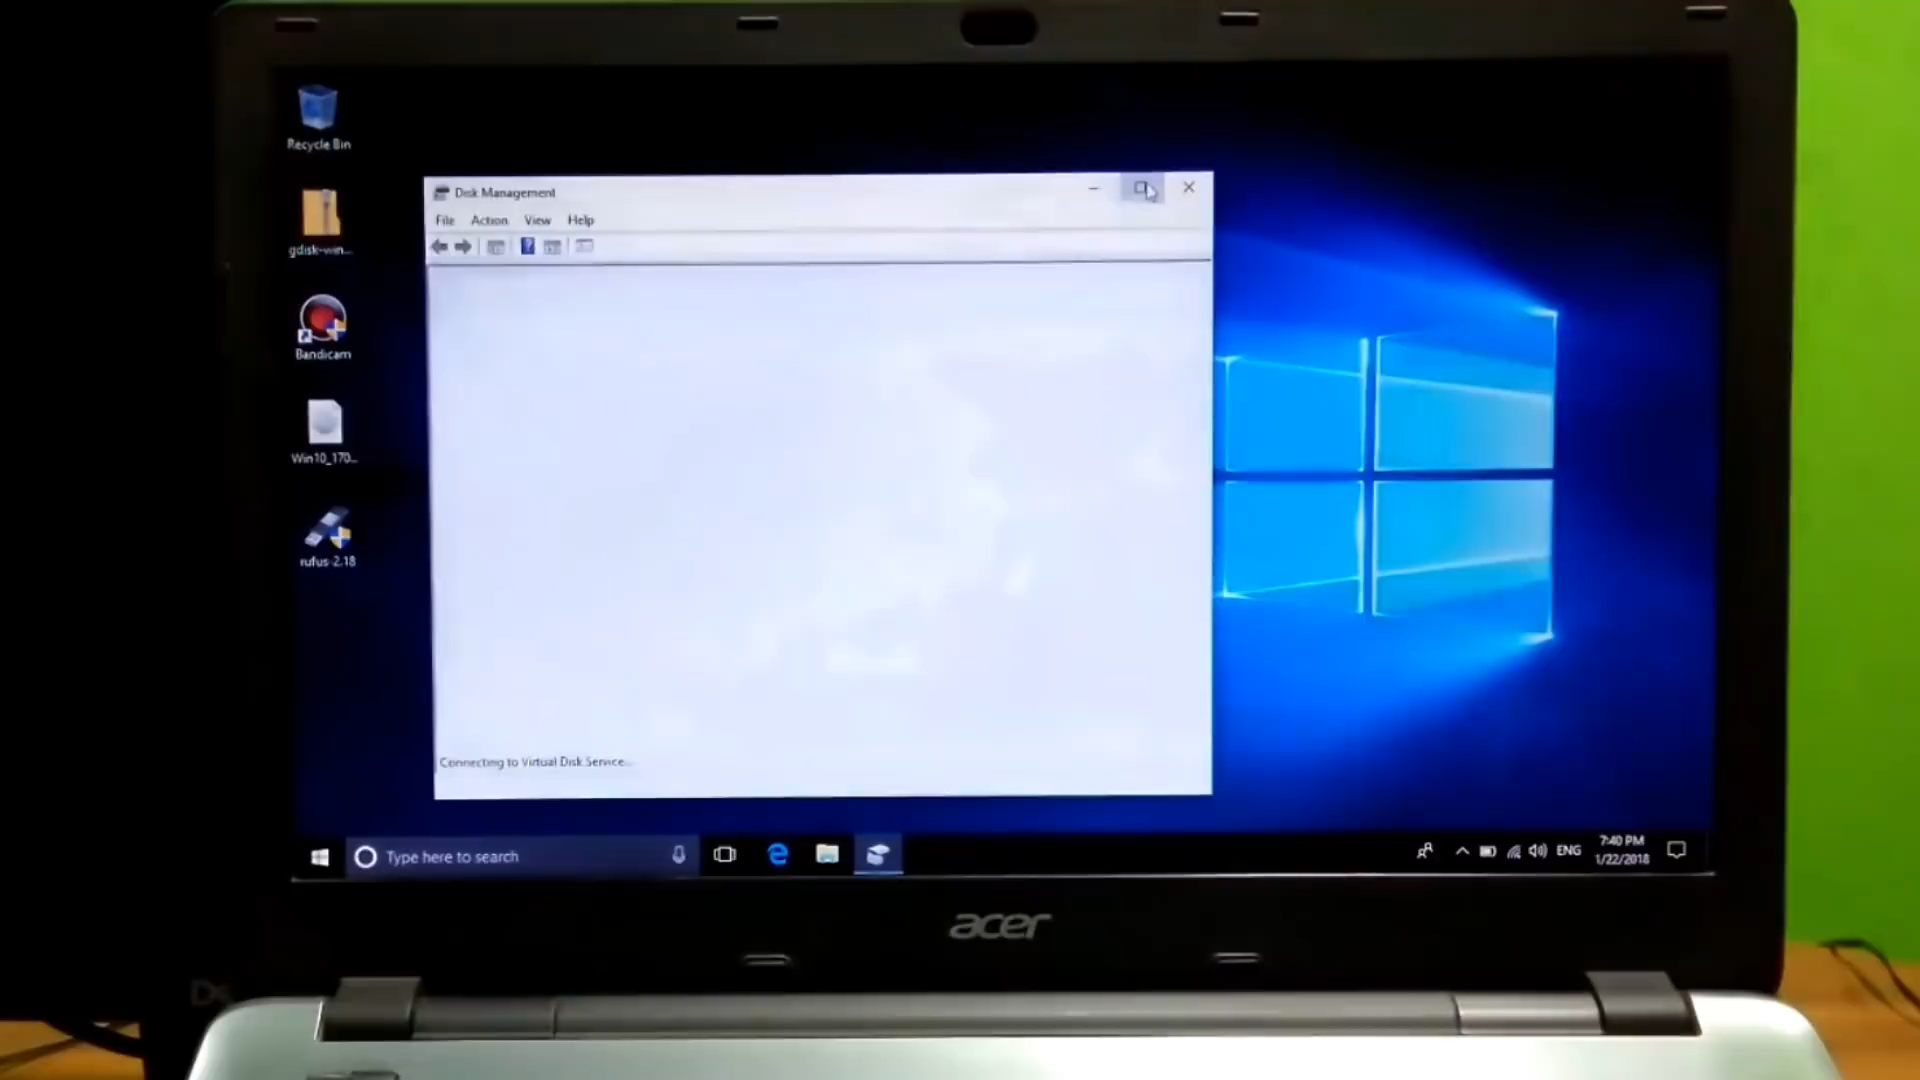 Recycle Bin
gdisk-win...
Bandicam
Win10_170...
rufus-2.18
Disk Management
File Action View Help
Connecting to Virtual Disk Service...
Type here to search
ENG
7:40 PM
1/22/2018
acer